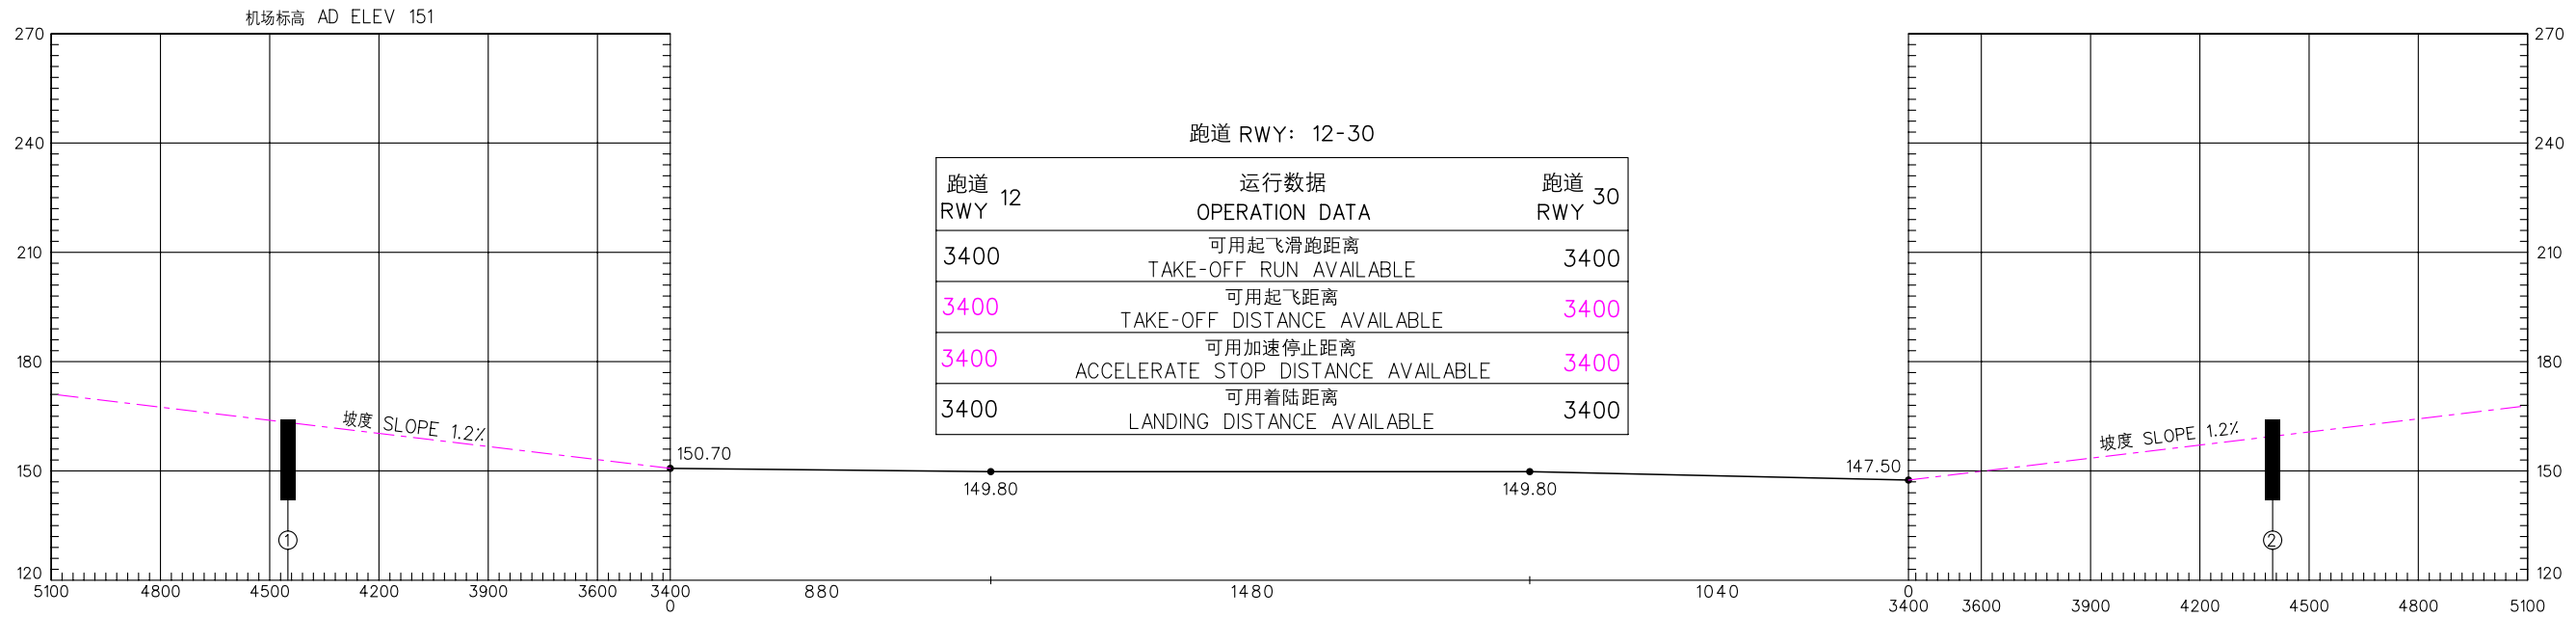 机场标高 AD ELEV 151
270
240
210
180
150
120
坡度 SLOPE 1.2%
①
5100 4800 4500 4200 3900 3600 3400
0
150.70
149.80
149.80
147.50
880 1480 1040
跑道 RWY: 12-30
跑道 RWY 12
运行数据
OPERATION DATA
跑道 RWY 30
3400
可用起飞滑跑距离
TAKE-OFF RUN AVAILABLE
3400
3400
可用起飞距离
TAKE-OFF DISTANCE AVAILABLE
3400
3400
可用加速停止距离
ACCELERATE STOP DISTANCE AVAILABLE
3400
3400
可用着陆距离
LANDING DISTANCE AVAILABLE
3400
270
240
210
180
150
120
坡度 SLOPE 1.2%
②
0
3400 3600 3900 4200 4500 4800 5100